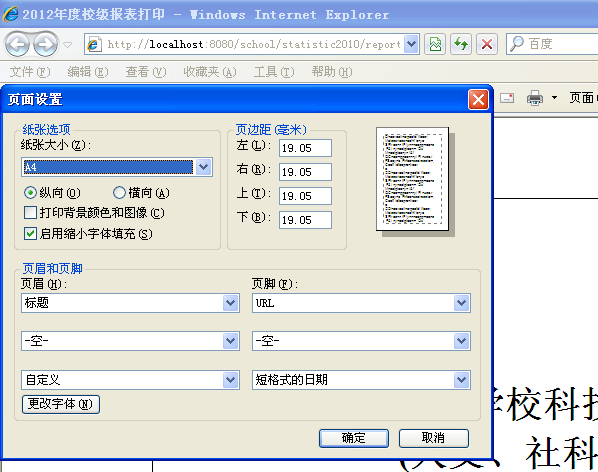 2012年度校级报表打印 - Windows Internet Explorer
http://localhost:8080/school/statistic2010/report
百度
文件(F) 编辑(E) 查看(V) 收藏夹(A) 工具(T) 帮助(H)
页面设置
页面
纸张选项
纸张大小(Z):
A4
纵向(O) 横向(A)
打印背景颜色和图像(C)
启用缩小字体填充(S)
页边距(毫米)
左(L): 19.05
右(R): 19.05
上(T): 19.05
下(B): 19.05
页眉和页脚
页眉(H): 页脚(F):
标题 URL
-空- -空-
自定义 短格式的日期
更改字体(N)
确定 取消
学校科技
、社科